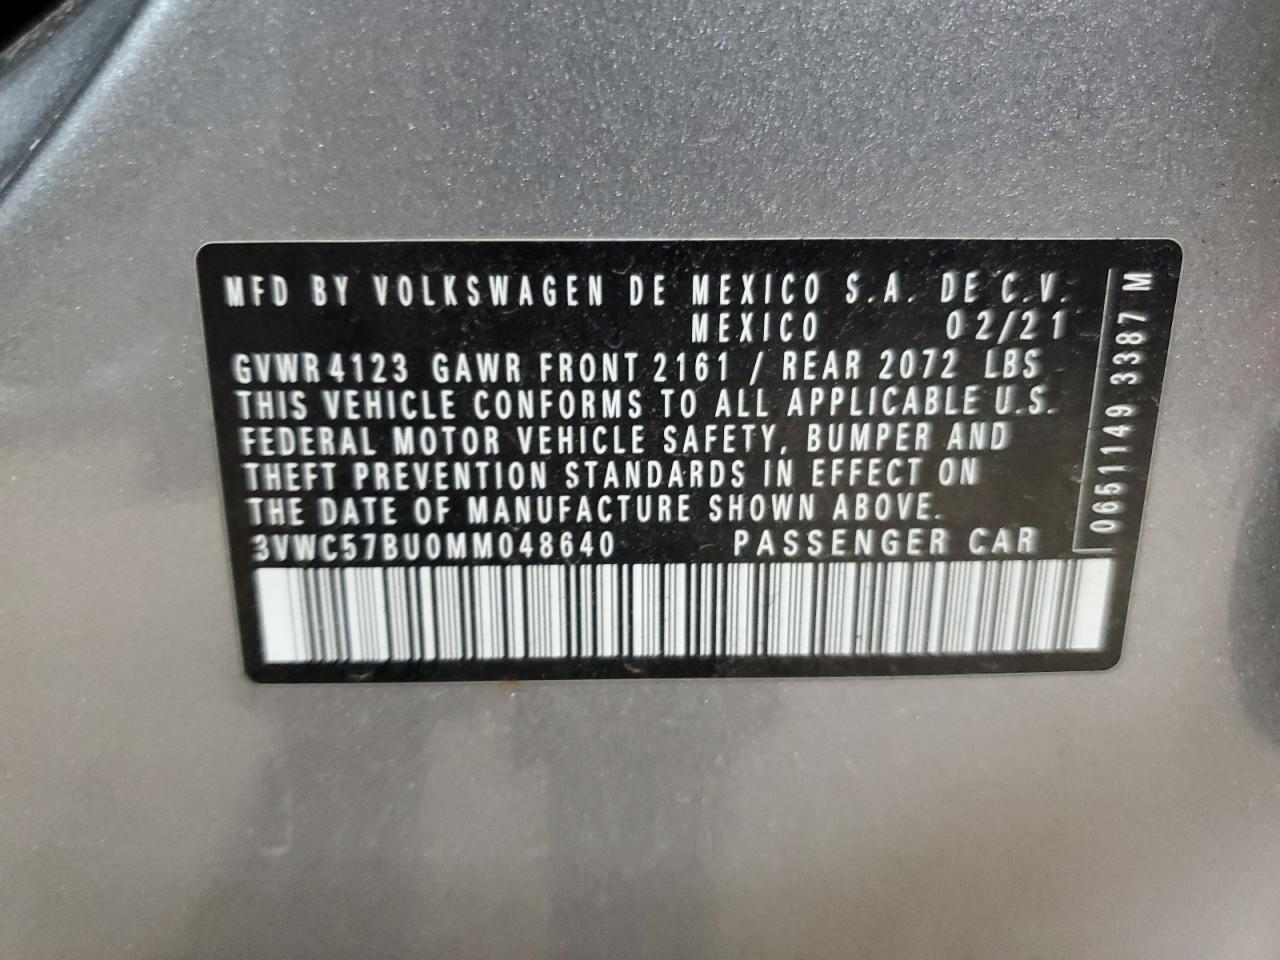 MFD BY VOLKSWAGEN DE MEXICO S.A. DE C.V.
MEXICO 02/21
GVWR 4123 GAWR FRONT 2161 / REAR 2072 LBS
THIS VEHICLE CONFORMS TO ALL APPLICABLE U.S.
FEDERAL MOTOR VEHICLE SAFETY, BUMPER AND
THEFT PREVENTION STANDARDS IN EFFECT ON
THE DATE OF MANUFACTURE SHOWN ABOVE.
3VWC57BU0MM048640 PASSENGER CAR
0651149 3387 M